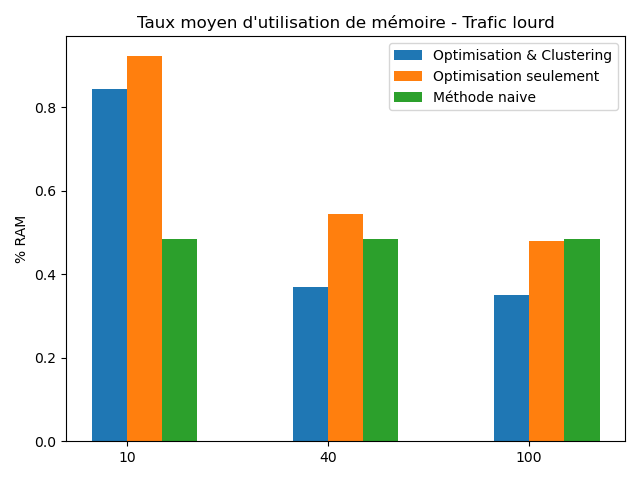 Taux moyen d'utilisation de mémoire - Trafic lourd
Optimisation & Clustering
Optimisation seulement
Méthode naive
% RAM
0.8
0.6
0.4
0.2
0.0
10
40
100